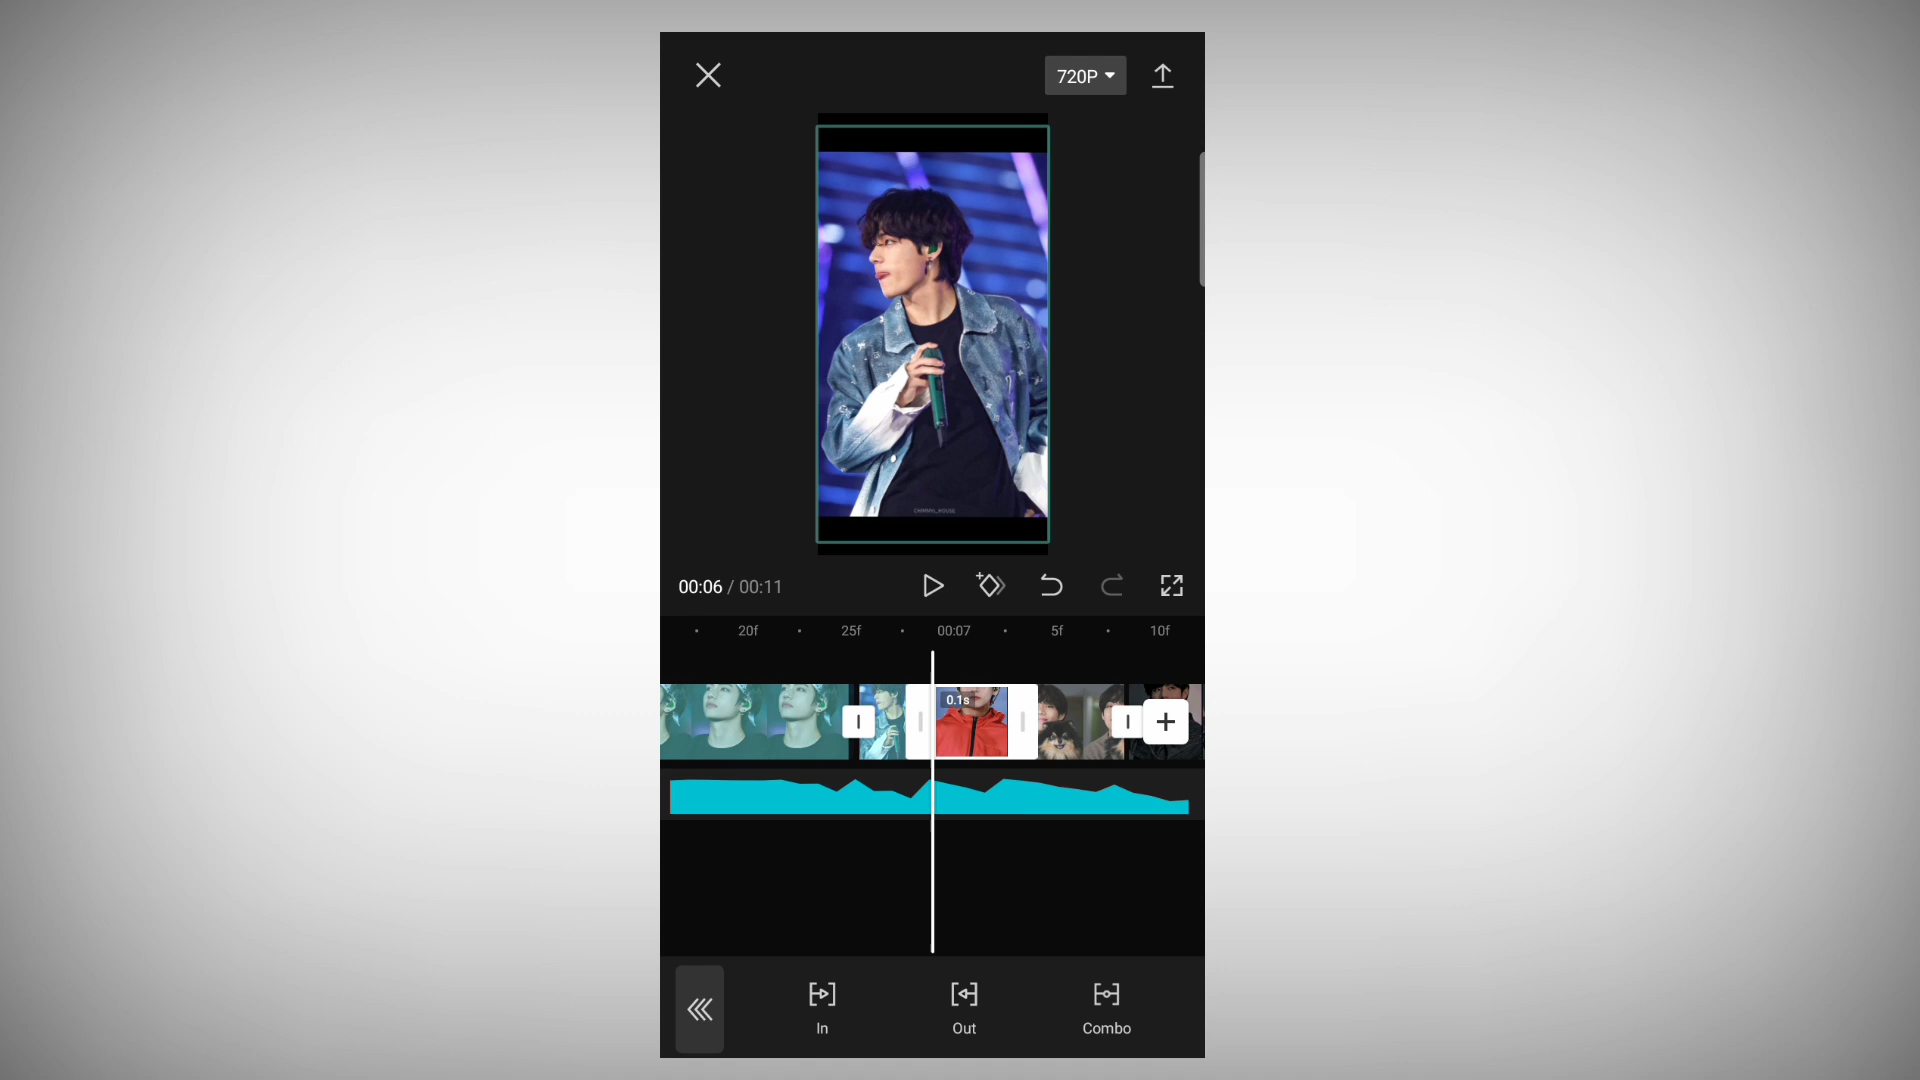 720P
00:06 / 00:11
20f 25f 00:07 5f 10f
0.1s
In Out Combo